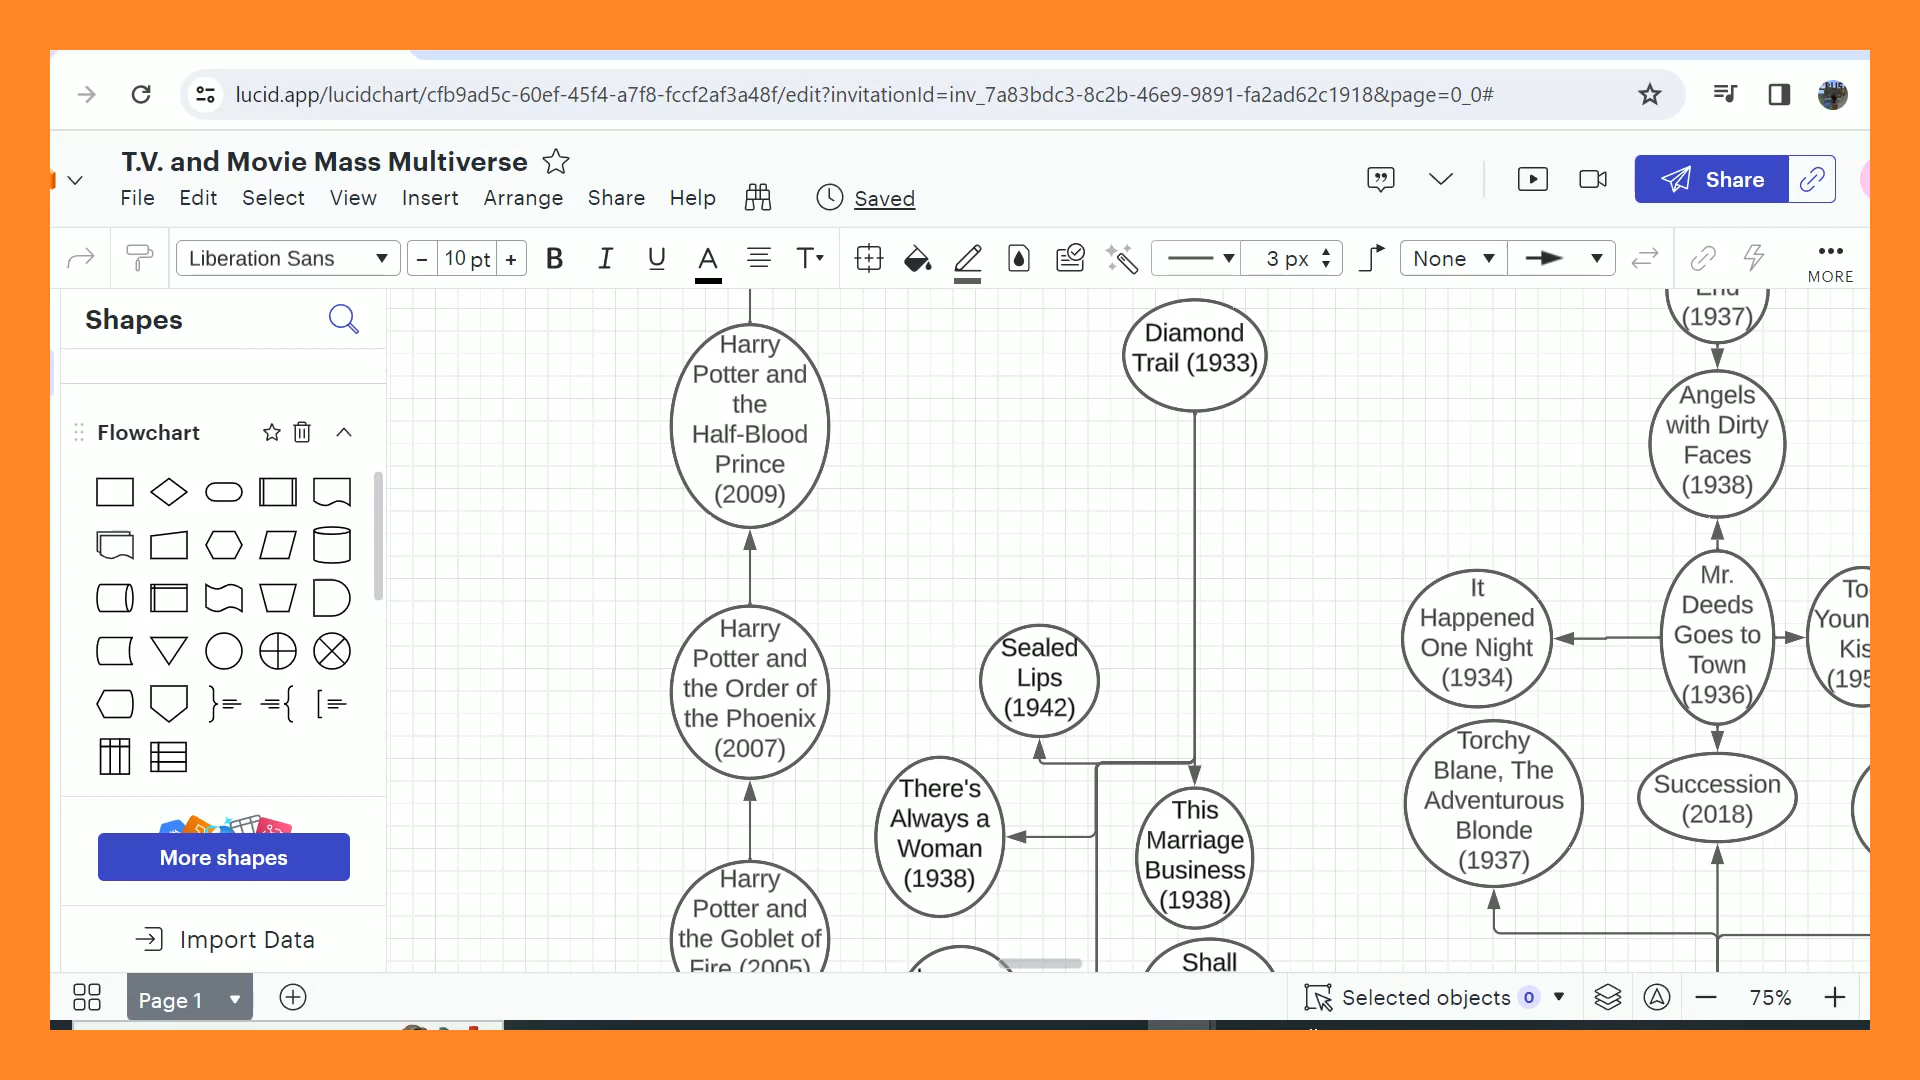 lucid.app/lucidchart/cfb9ad5c-60ef-45f4-a7f8-fccf2af3a48f/edit?invitationId=inv_7a83bdc3-8c2b-46e9-9891-fa2ad62c1918&page=0_0#
T.V. and Movie Mass Multiverse
File Edit Select View Insert Arrange Share Help Saved
Share
Liberation Sans
10 pt
B I U A T
3 px
None
MORE
Shapes
Flowchart
More shapes
Import Data
Harry
Potter and
the
Half-Blood
Prince
(2009)
Harry
Potter and
the Order of
the Phoenix
(2007)
Harry
Potter and
the Goblet of
Fire (2005)
Diamond
Trail (1933)
Sealed
Lips
(1942)
There's
Always a
Woman
(1938)
This
Marriage
Business
(1938)
Shall
End
(1937)
Angels
with Dirty
Faces
(1938)
It
Happened
One Night
(1934)
Mr.
Deeds
Goes to
Town
(1936)
To
Youn
Kis
(195
Torchy
Blane, The
Adventurous
Blonde
(1937)
Succession
(2018)
Page 1
Selected objects 0
75%